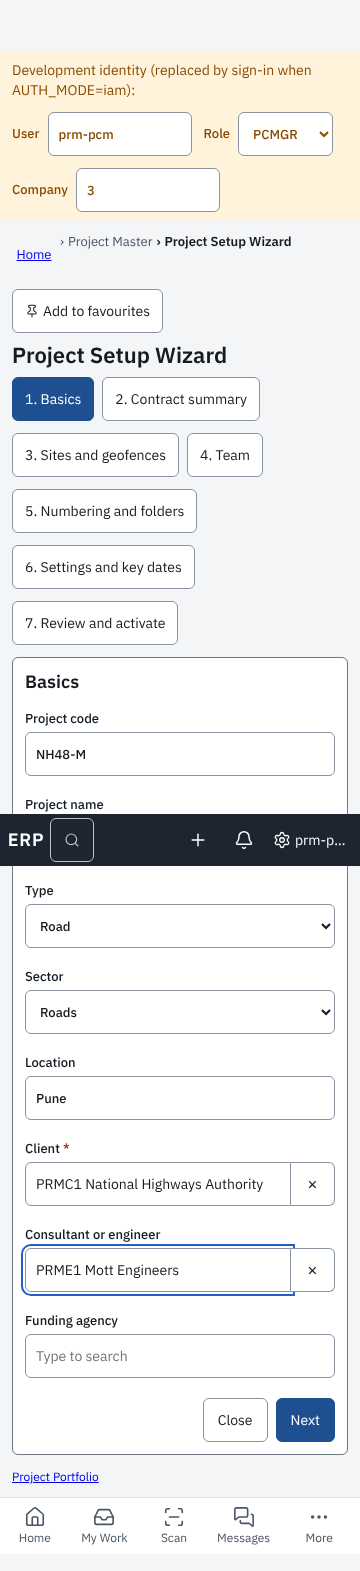 Development identity (replaced by sign-in when
AUTH_MODE=iam):
User prm-pcm Role PCMGR
Company 3
Home › Project Master › Project Setup Wizard
Add to favourites
Project Setup Wizard
1. Basics 2. Contract summary
3. Sites and geofences 4. Team
5. Numbering and folders
6. Settings and key dates
7. Review and activate
Basics
Project code
NH48-M
Project name
ERP prm-p...
Type
Road
Sector
Roads
Location
Pune
Client *
PRMC1 National Highways Authority ×
Consultant or engineer
PRME1 Mott Engineers ×
Funding agency
Type to search
Close Next
Project Portfolio
Home My Work Scan Messages More